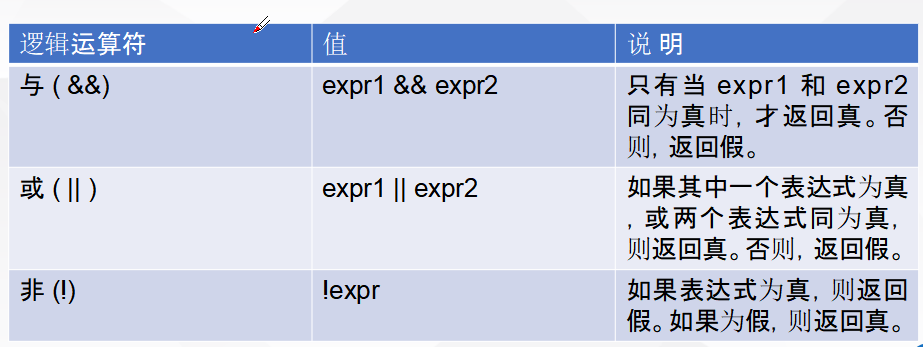 逻辑运算符 值 说 明
与 ( &&) expr1 && expr2 只有当 expr1 和 expr2
同为真时，才返回真。否
则，返回假。
或 ( || ) expr1 || expr2 如果其中一个表达式为真
，或两个表达式同为真，
则返回真。否则，返回假。
非 (!) !expr 如果表达式为真，则返回
假。如果为假，则返回真。